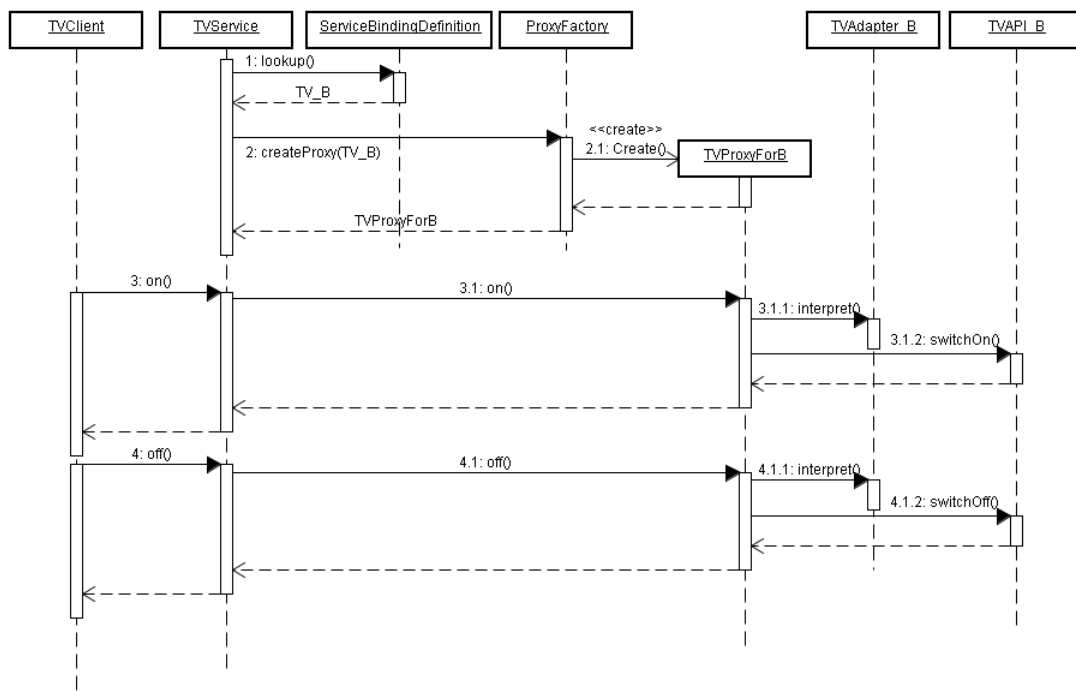 TVClient
TVService
ServiceBindingDefinition
ProxyFactory
TVAdapter_B
TVAPI_B
1: lookup()
TV_B
2: createProxy(TV_B)
<<create>>
2.1: Create()
TVProxyForB
TVProxyForB
3: on()
3.1: on()
3.1.1: interpret()
3.1.2: switchOn()
4: off()
4.1: off()
4.1.1: interpret()
4.1.2: switchOff()